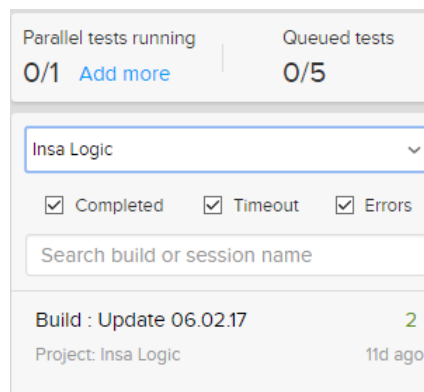 Parallel tests running Queued tests
0/1 Add more 0/5
Insa Logic
Completed Timeout Errors
Search build or session name
Build : Update 06.02.17 2
Project: Insa Logic 11d ago